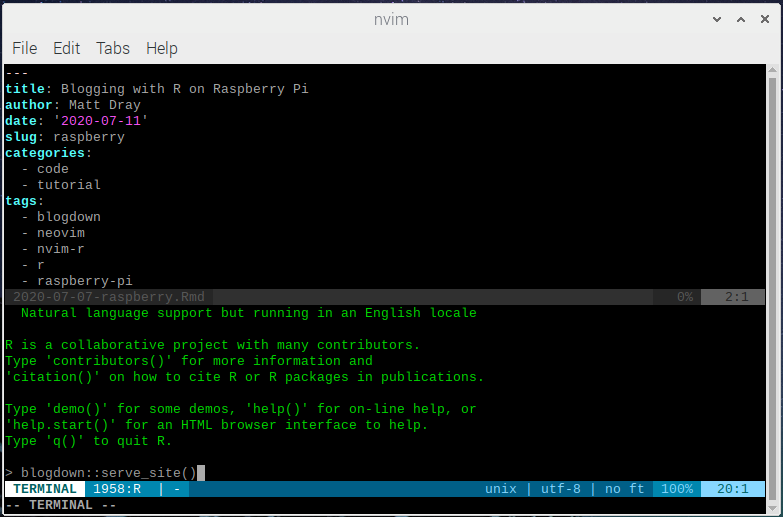 nvim
File Edit Tabs Help
---
title: Blogging with R on Raspberry Pi
author: Matt Dray
date: '2020-07-11'
slug: raspberry
categories:
  - code
  - tutorial
tags:
  - blogdown
  - neovim
  - nvim-r
  - r
  - raspberry-pi
2020-07-07-raspberry.Rmd 0% 2:1
  Natural language support but running in an English locale
R is a collaborative project with many contributors.
Type 'contributors()' for more information and
'citation()' on how to cite R or R packages in publications.
Type 'demo()' for some demos, 'help()' for on-line help, or
'help.start()' for an HTML browser interface to help.
Type 'q()' to quit R.
> blogdown::serve_site()
TERMINAL 1958:R | - unix | utf-8 | no ft 100% 20:1
-- TERMINAL --